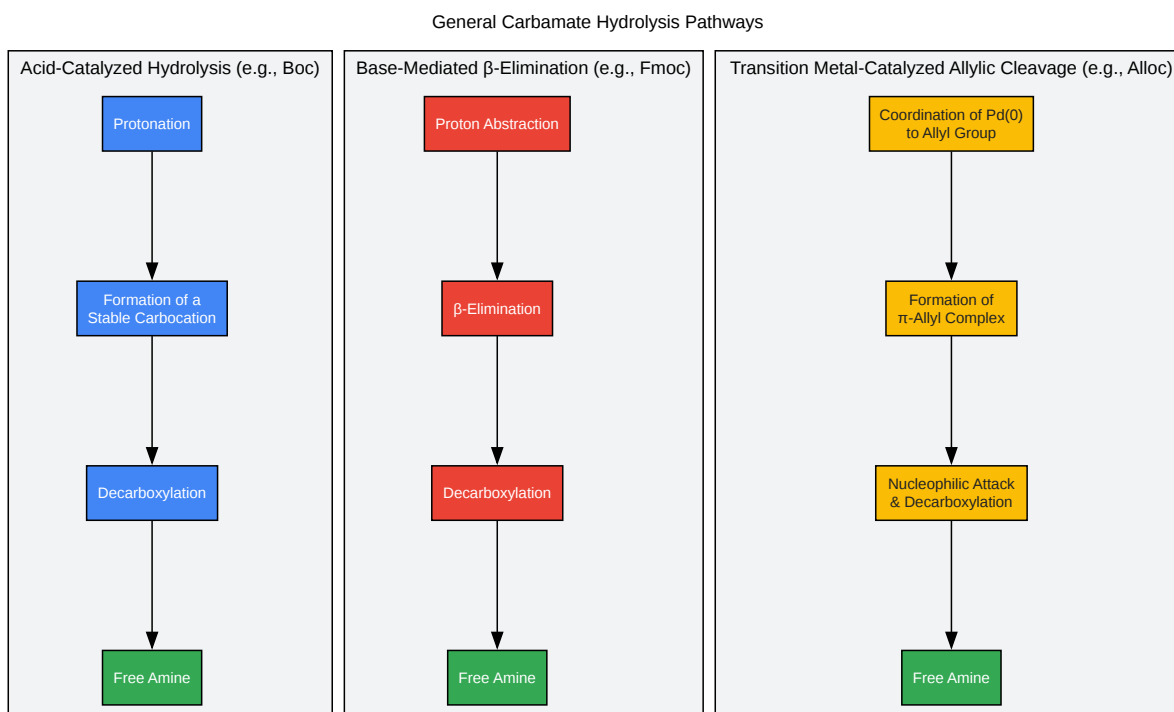 General Carbamate Hydrolysis Pathways
Acid-Catalyzed Hydrolysis (e.g., Boc)
Protonation
Formation of a
Stable Carbocation
Decarboxylation
Free Amine
Base-Mediated β-Elimination (e.g., Fmoc)
Proton Abstraction
β-Elimination
Decarboxylation
Free Amine
Transition Metal-Catalyzed Allylic Cleavage (e.g., Alloc)
Coordination of Pd(0)
to Allyl Group
Formation of
π-Allyl Complex
Nucleophilic Attack
& Decarboxylation
Free Amine